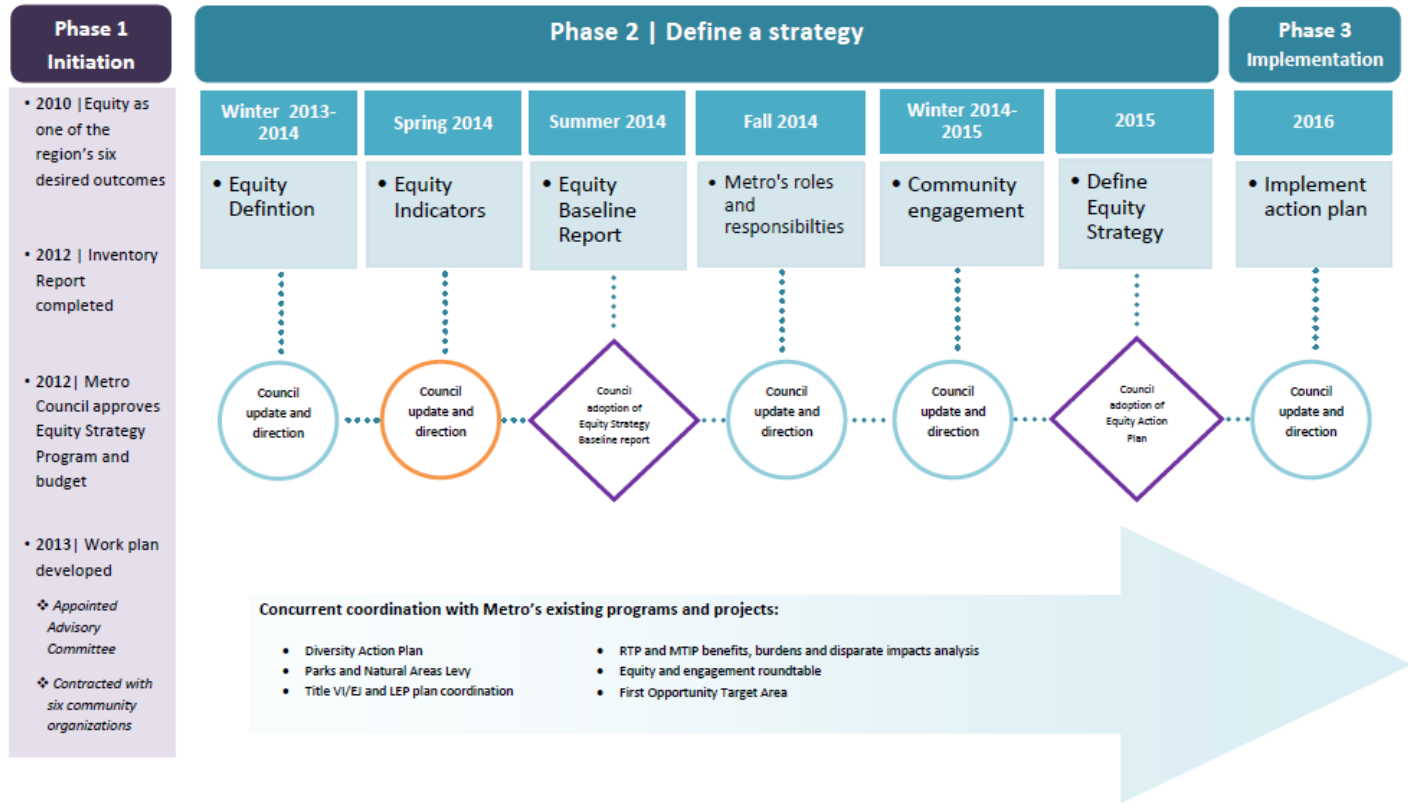 Phase 1
Initiation
• 2010 |Equity as
one of the
region's six
desired outcomes
• 2012 | Inventory
Report
completed
• 2012| Metro
Council approves
Equity Strategy
Program and
budget
• 2013| Work plan
developed
❖ Appointed
Advisory
Committee
❖ Contracted with
six community
organizations
Phase 2 | Define a strategy
Winter 2013-
2014
• Equity
Defintion
Council
update and
direction
Spring 2014
• Equity
Indicators
Council
update and
direction
Summer 2014
• Equity
Baseline
Report
Council
adoption of
Equity Strategy
Baseline report
Fall 2014
• Metro's roles
and
responsibilties
Council
update and
direction
Winter 2014-
2015
• Community
engagement
Council
update and
direction
2015
• Define
Equity
Strategy
Council
adoption of
Equity Action
Plan
Phase 3
Implementation
2016
• Implement
action plan
Council
update and
direction
Concurrent coordination with Metro's existing programs and projects:
• Diversity Action Plan
• Parks and Natural Areas Levy
• Title VI/EJ and LEP plan coordination
• RTP and MTIP benefits, burdens and disparate impacts analysis
• Equity and engagement roundtable
• First Opportunity Target Area